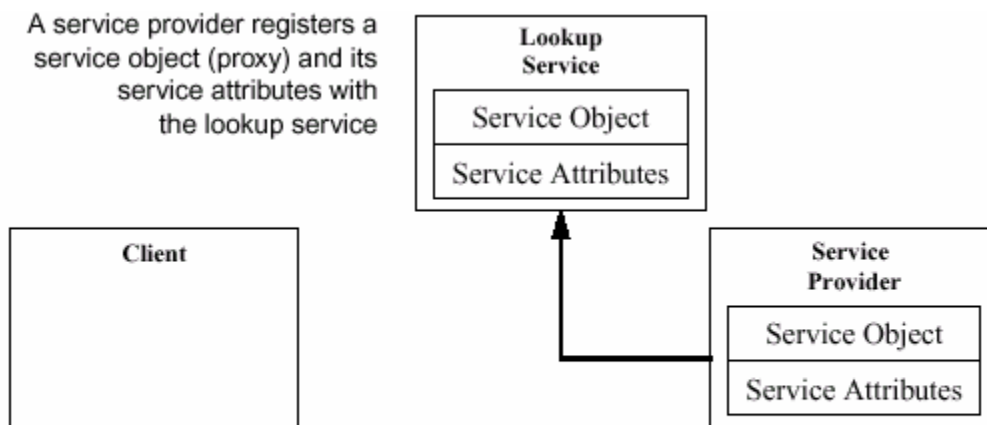 A service provider registers a
service object (proxy) and its
service attributes with
the lookup service
Lookup
Service
Service Object
Service Attributes
Client
Service
Provider
Service Object
Service Attributes